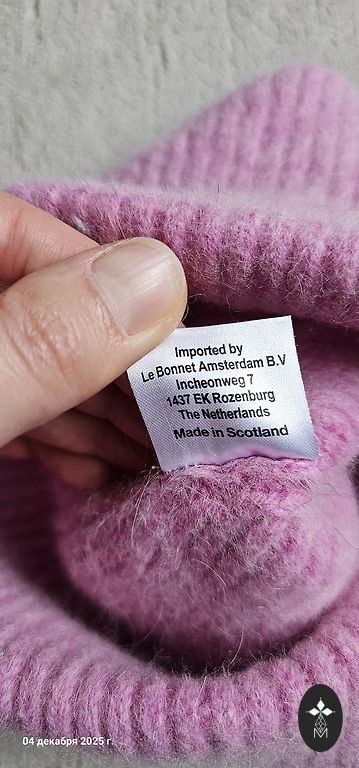 Imported by
Le Bonnet Amsterdam B.V
Incheonweg 7
1437 EK Rozenburg
The Netherlands
Made in Scotland
04 декабря 2025 г.
M